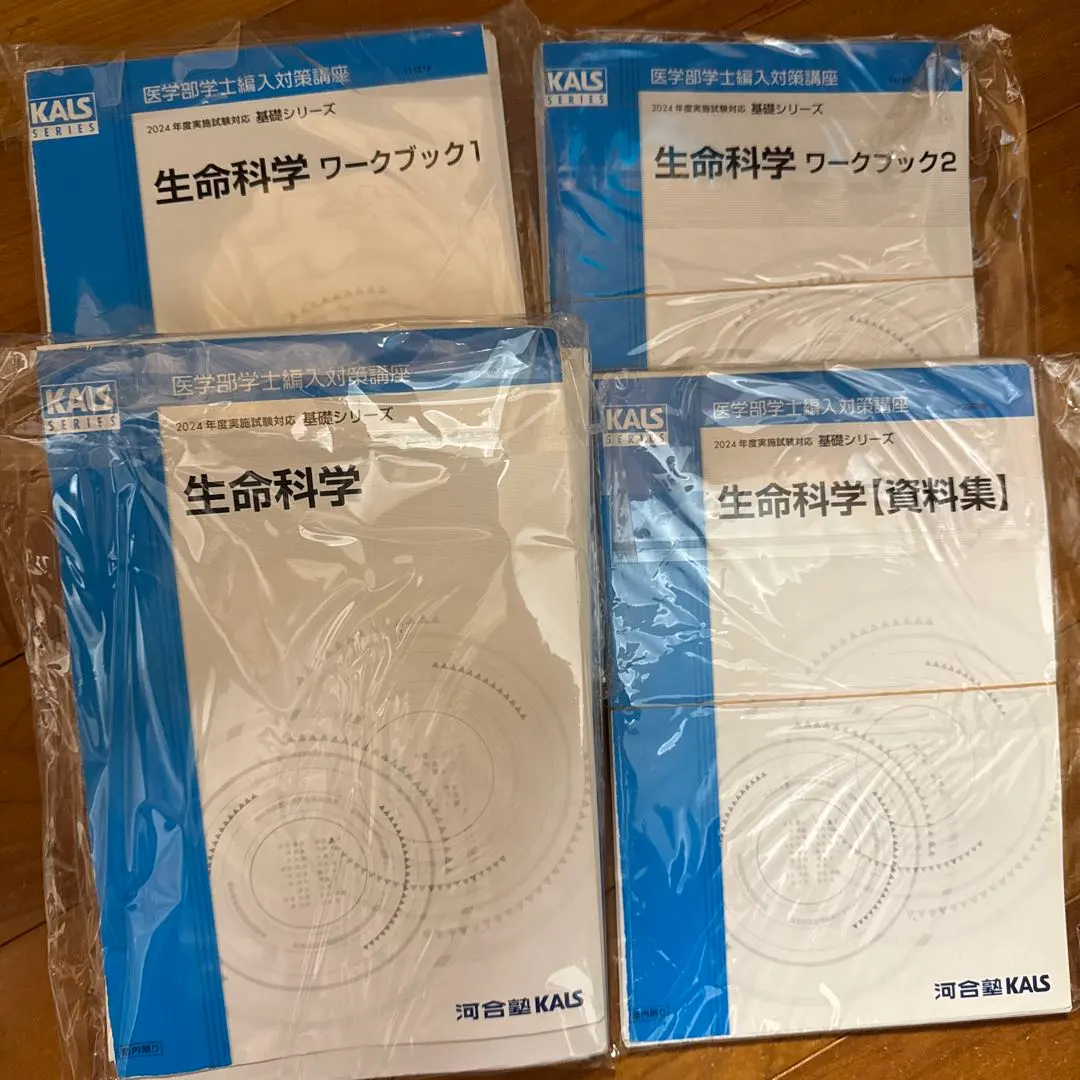 KALS
SERIES
医学部学士編入対策講座
2024年度実施試験対応 基礎シリーズ
生命科学 ワークブック1
KALS
SERIES
医学部学士編入対策講座
2024年度実施試験対応 基礎シリーズ
生命科学 ワークブック2
KALS
SERIES
医学部学士編入対策講座
2024年度実施試験対応 基礎シリーズ
生命科学
河合塾KALS
KALS
SERIES
医学部学士編入対策講座
2024年度実施試験対応 基礎シリーズ
生命科学【資料集】
河合塾KALS